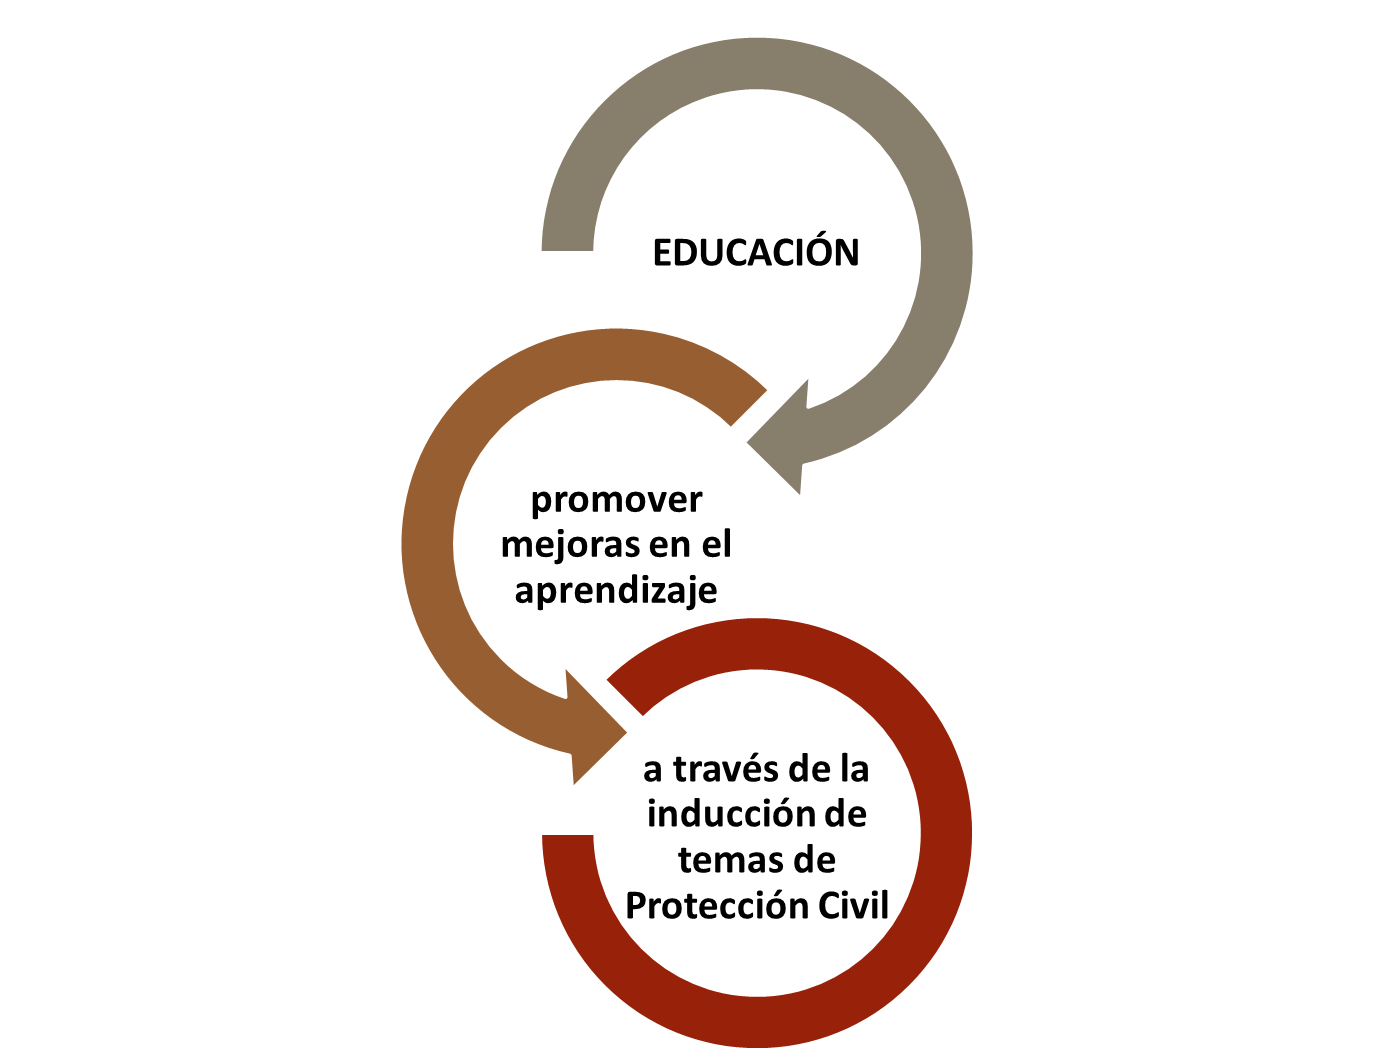 EDUCACIÓN
promover
mejoras en el
aprendizaje
a través de la
inducción de
temas de
Protección Civil